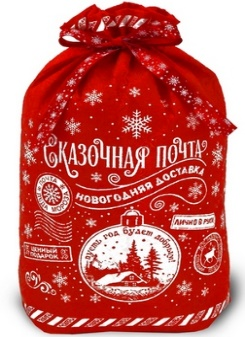 СКАЗОЧНАЯ ПОЧТА
НОВОГОДНЯЯ ДОСТАВКА
ЛИЧНО В РУКИ
ЦЕННЫЙ
ПОДАРОК
пусть год будет добрым!